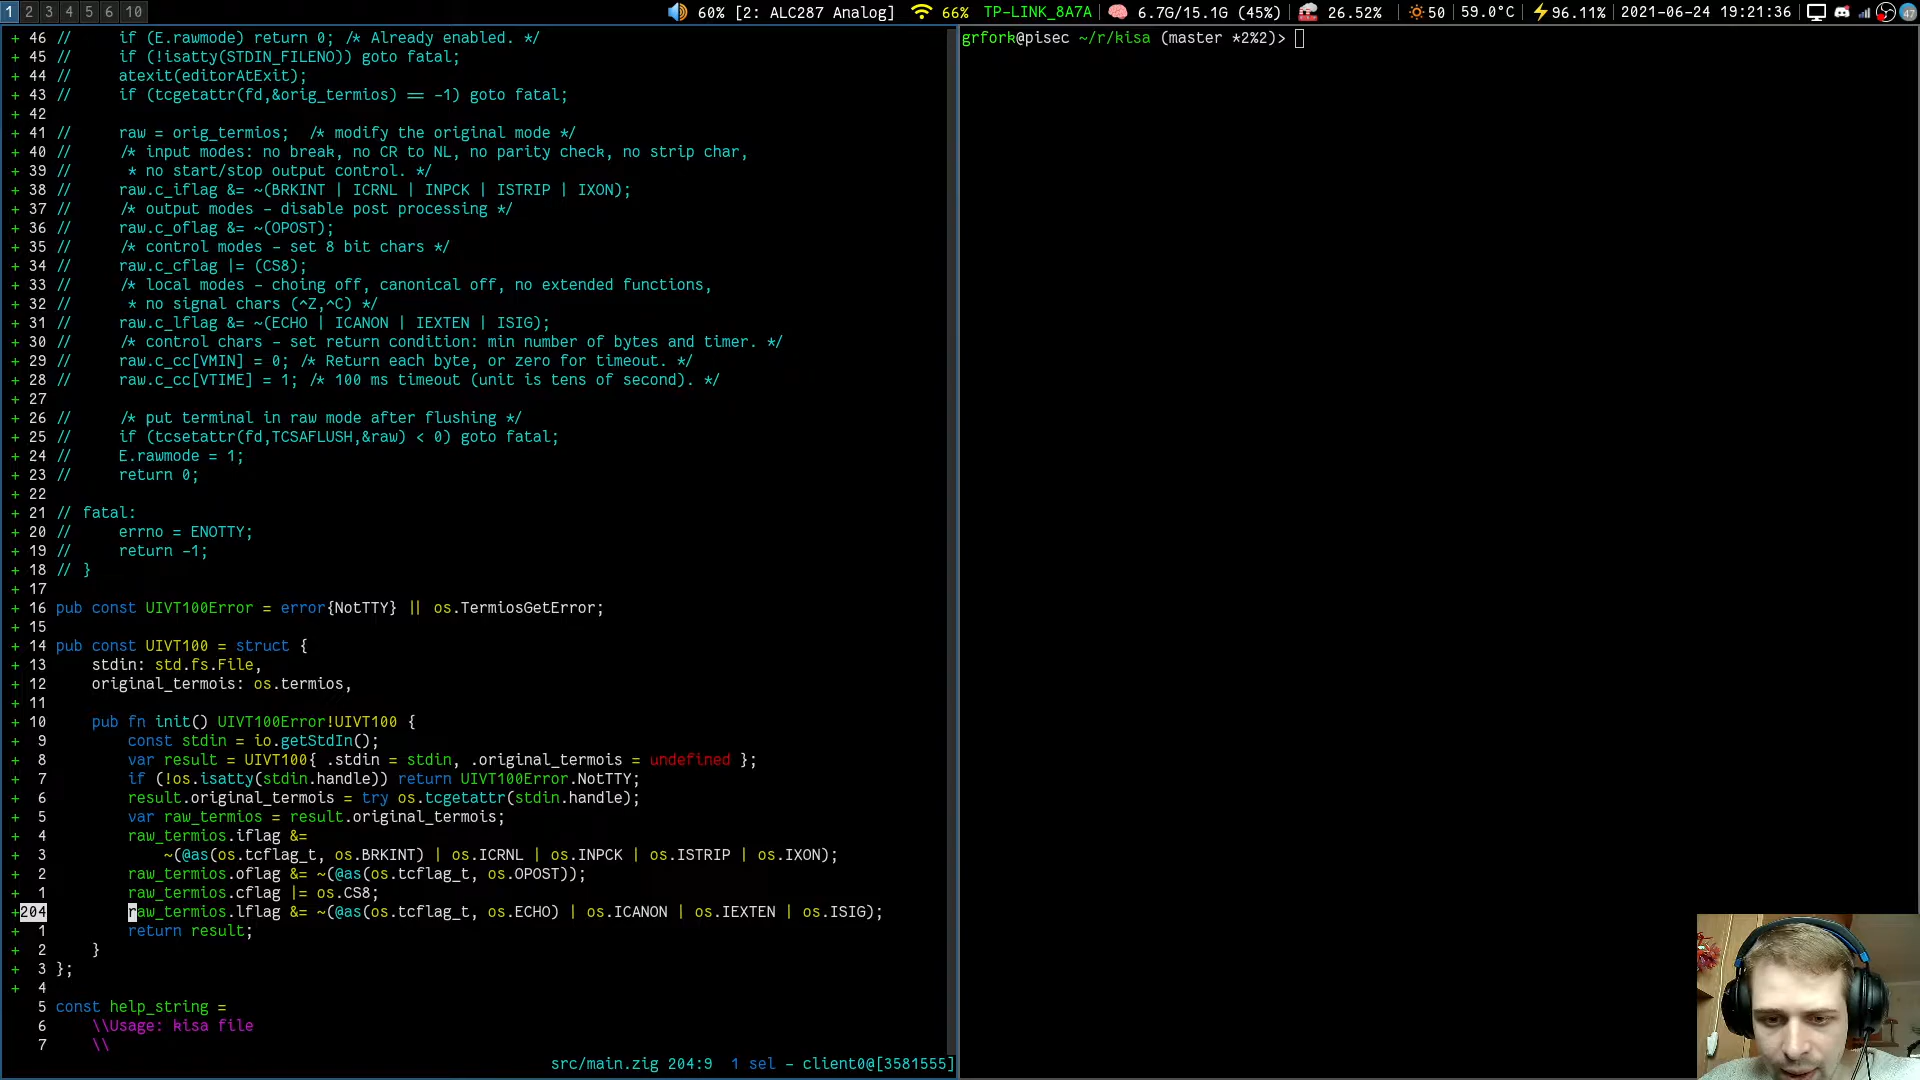 1 2 3 4 5 6 10 60% [2: ALC287 Analog] 66% TP-LINK_8A7A 6.7G/15.1G (45%) 26.52% 50 59.0°C 96.11% 2021-06-24 19:21:36 47
+ 46 //     if (E.rawmode) return 0; /* Already enabled. */
+ 45 //     if (!isatty(STDIN_FILENO)) goto fatal;
+ 44 //     atexit(editorAtExit);
+ 43 //     if (tcgetattr(fd,&orig_termios) == -1) goto fatal;
+ 42
+ 41 //     raw = orig_termios;  /* modify the original mode */
+ 40 //     /* input modes: no break, no CR to NL, no parity check, no strip char,
+ 39 //      * no start/stop output control. */
+ 38 //     raw.c_iflag &= ~(BRKINT | ICRNL | INPCK | ISTRIP | IXON);
+ 37 //     /* output modes - disable post processing */
+ 36 //     raw.c_oflag &= ~(OPOST);
+ 35 //     /* control modes - set 8 bit chars */
+ 34 //     raw.c_cflag |= (CS8);
+ 33 //     /* local modes - choing off, canonical off, no extended functions,
+ 32 //      * no signal chars (^Z,^C) */
+ 31 //     raw.c_lflag &= ~(ECHO | ICANON | IEXTEN | ISIG);
+ 30 //     /* control chars - set return condition: min number of bytes and timer. */
+ 29 //     raw.c_cc[VMIN] = 0; /* Return each byte, or zero for timeout. */
+ 28 //     raw.c_cc[VTIME] = 1; /* 100 ms timeout (unit is tens of second). */
+ 27
+ 26 //     /* put terminal in raw mode after flushing */
+ 25 //     if (tcsetattr(fd,TCSAFLUSH,&raw) < 0) goto fatal;
+ 24 //     E.rawmode = 1;
+ 23 //     return 0;
+ 22
+ 21 // fatal:
+ 20 //     errno = ENOTTY;
+ 19 //     return -1;
+ 18 // }
+ 17
+ 16 pub const UIVT100Error = error{NotTTY} || os.TermiosGetError;
+ 15
+ 14 pub const UIVT100 = struct {
+ 13     stdin: std.fs.File,
+ 12     original_termois: os.termios,
+ 11
+ 10     pub fn init() UIVT100Error!UIVT100 {
+  9         const stdin = io.getStdIn();
+  8         var result = UIVT100{ .stdin = stdin, .original_termois = undefined };
+  7         if (!os.isatty(stdin.handle)) return UIVT100Error.NotTTY;
+  6         result.original_termois = try os.tcgetattr(stdin.handle);
+  5         var raw_termios = result.original_termois;
+  4         raw_termios.iflag &=
+  3             ~(@as(os.tcflag_t, os.BRKINT) | os.ICRNL | os.INPCK | os.ISTRIP | os.IXON);
+  2         raw_termios.oflag &= ~(@as(os.tcflag_t, os.OPOST));
+  1         raw_termios.cflag |= os.CS8;
+204         raw_termios.lflag &= ~(@as(os.tcflag_t, os.ECHO) | os.ICANON | os.IEXTEN | os.ISIG);
+  1         return result;
+  2     }
+  3 };
+  4
   5 const help_string =
   6     \\Usage: kisa file
   7     \\
src/main.zig 204:9  1 sel - client0@[3581555]
grfork@pisec ~/r/kisa (master *2%2)>